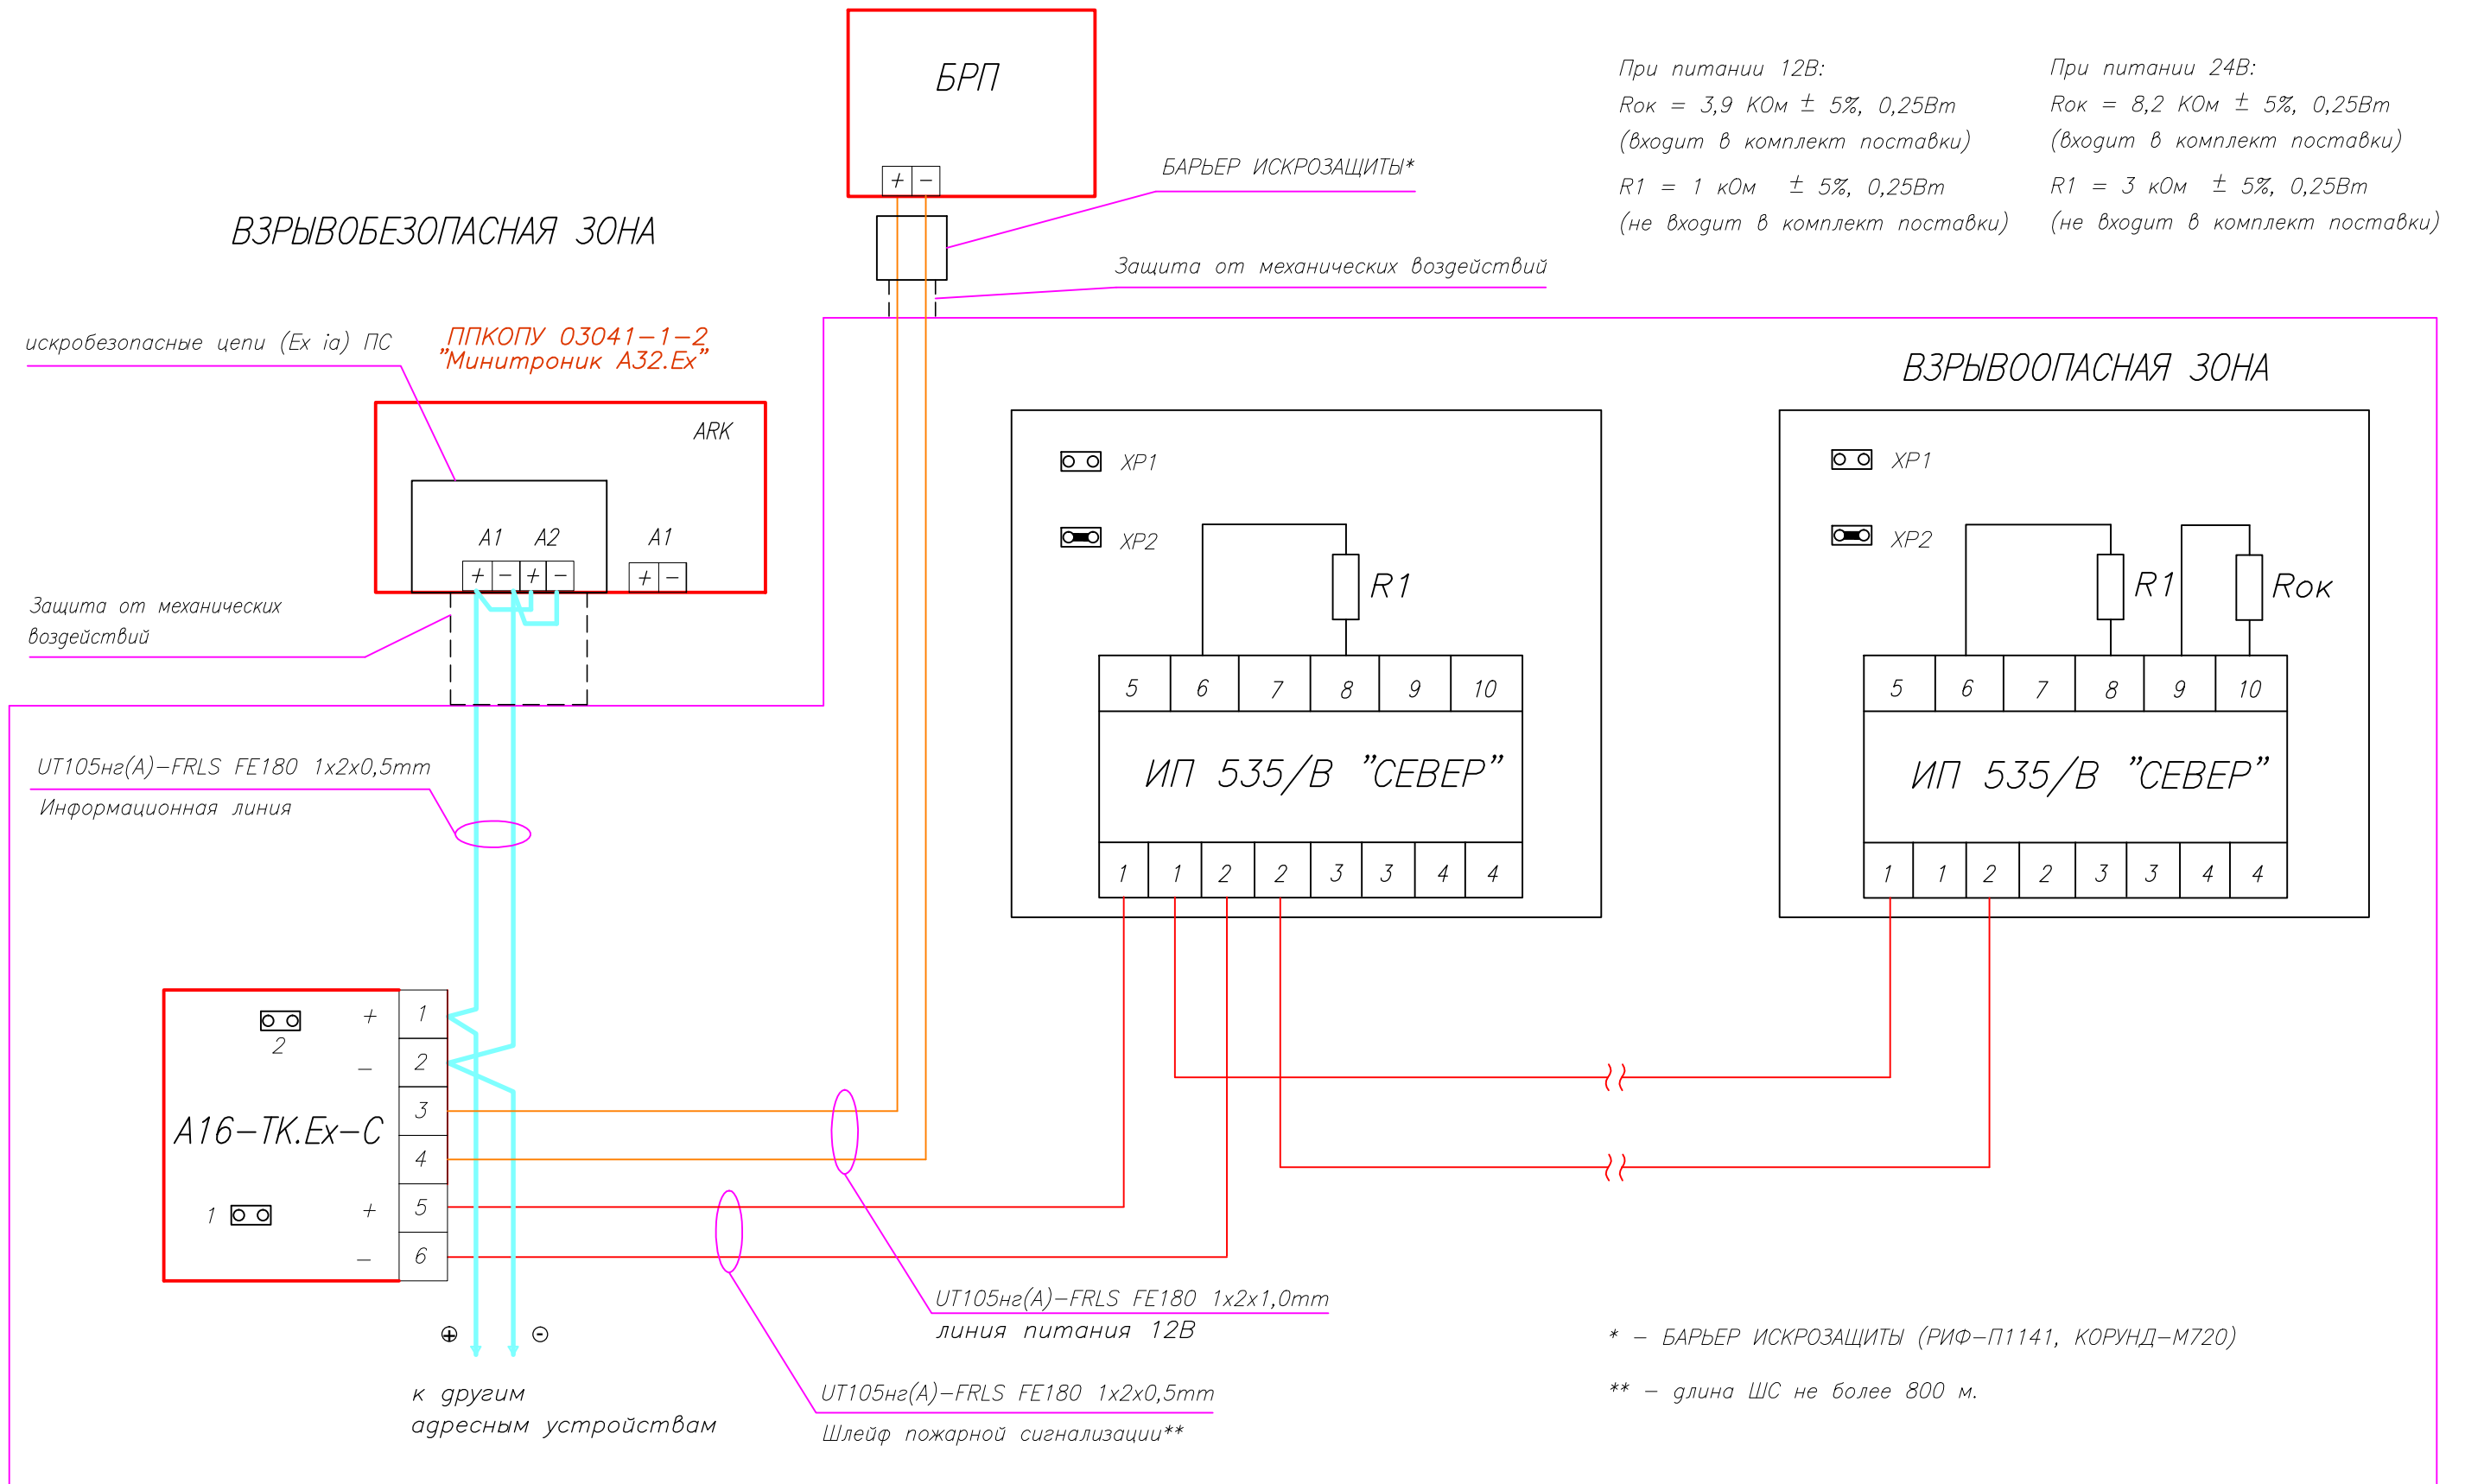 БРП
+ −
При питании 12В:
Rок = 3,9 КОм ± 5%, 0,25Вт
(входит в комплект поставки)
R1 = 1 кОм ± 5%, 0,25Вт
(не входит в комплект поставки)
При питании 24В:
Rок = 8,2 КОм ± 5%, 0,25Вт
(входит в комплект поставки)
R1 = 3 кОм ± 5%, 0,25Вт
(не входит в комплект поставки)
БАРЬЕР ИСКРОЗАЩИТЫ*
ВЗРЫВОБЕЗОПАСНАЯ ЗОНА
Защита от механических воздействий
искробезопасные цепи (Ex ia) ПС
ППКОПУ 03041-1-2
"Минитроник А32.Ex"
ARK
A1 A2 A1
+ − + − + −
Защита от механических
воздействий
ВЗРЫВООПАСНАЯ ЗОНА
XP1
XP2
R1
5 6 7 8 9 10
ИП 535/В "СЕВЕР"
1 1 2 2 3 3 4 4
XP1
XP2
R1 Rок
5 6 7 8 9 10
ИП 535/В "СЕВЕР"
1 1 2 2 3 3 4 4
UT105нг(А)-FRLS FE180 1x2x0,5mm
Информационная линия
2
+ 1
− 2
А16-ТК.Ex-С
3
4
1
+ 5
− 6
+ -
к другим
адресным устройствам
UT105нг(А)-FRLS FE180 1x2x1,0mm
линия питания 12В
UT105нг(А)-FRLS FE180 1x2x0,5mm
Шлейф пожарной сигнализации**
* - БАРЬЕР ИСКРОЗАЩИТЫ (РИФ-П1141, КОРУНД-М720)
** - длина ШС не более 800 м.